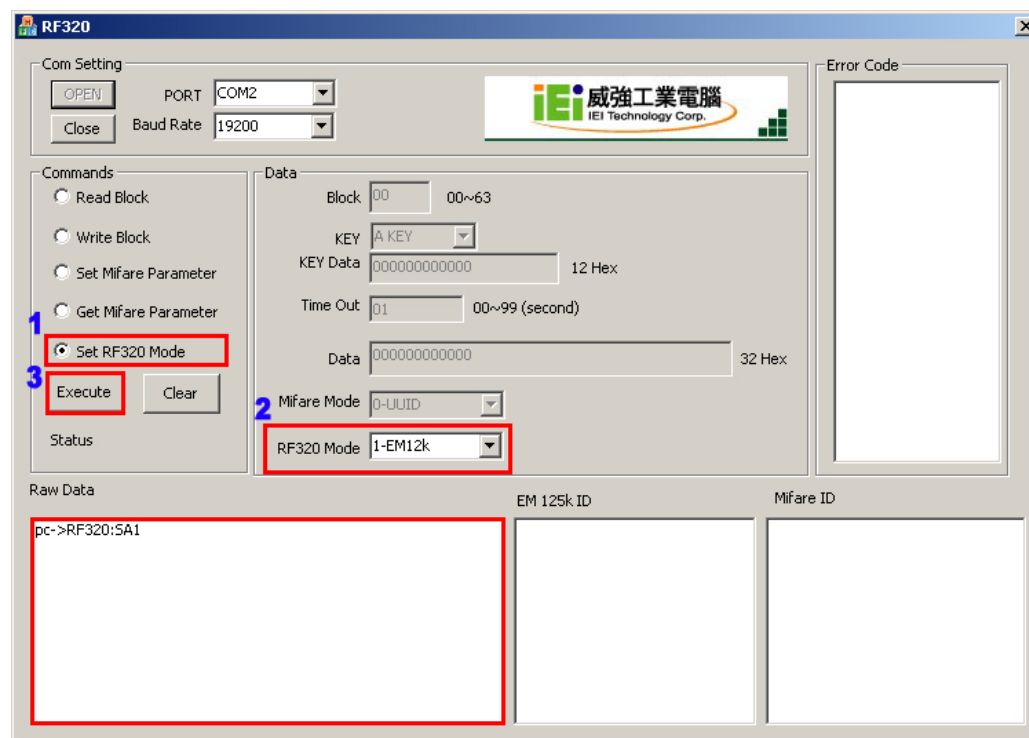 RF320
Com Setting
OPEN PORT COM2
Close Baud Rate 19200
iEi 威強工業電腦
IEI Technology Corp.
Error Code
Commands
Read Block
Write Block
Set Mifare Parameter
Get Mifare Parameter
1
Set RF320 Mode
3
Execute Clear
Status
Data
Block 00 00~63
KEY A KEY
KEY Data 000000000000 12 Hex
Time Out 01 00~99 (second)
Data 000000000000 32 Hex
Mifare Mode 0-UUID
2
RF320 Mode 1-EM12k
Raw Data
pc->RF320:SA1
EM 125k ID
Mifare ID